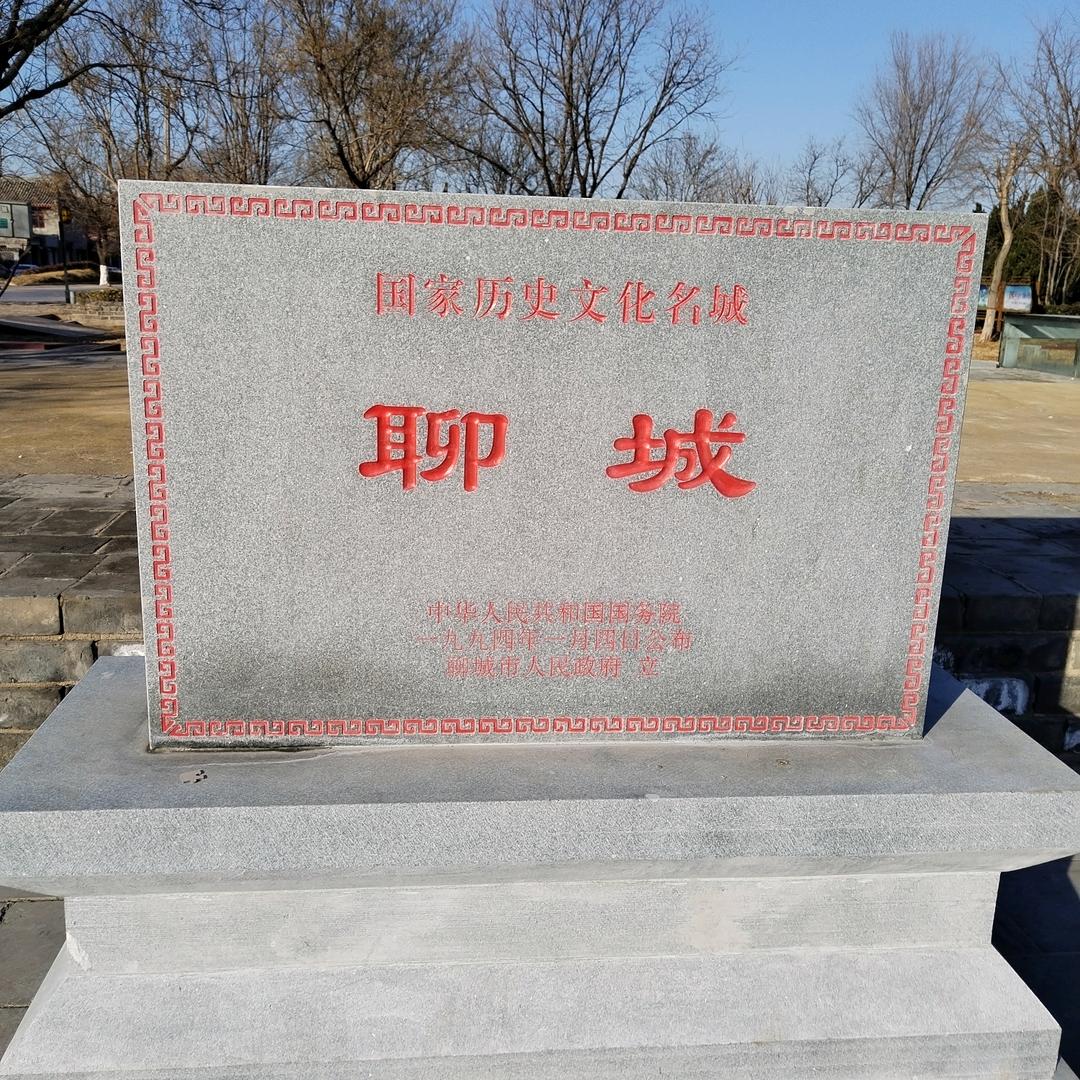 国家历史文化名城
聊城
中华人民共和国国务院
一九九四年一月四日公布
聊城市人民政府 立